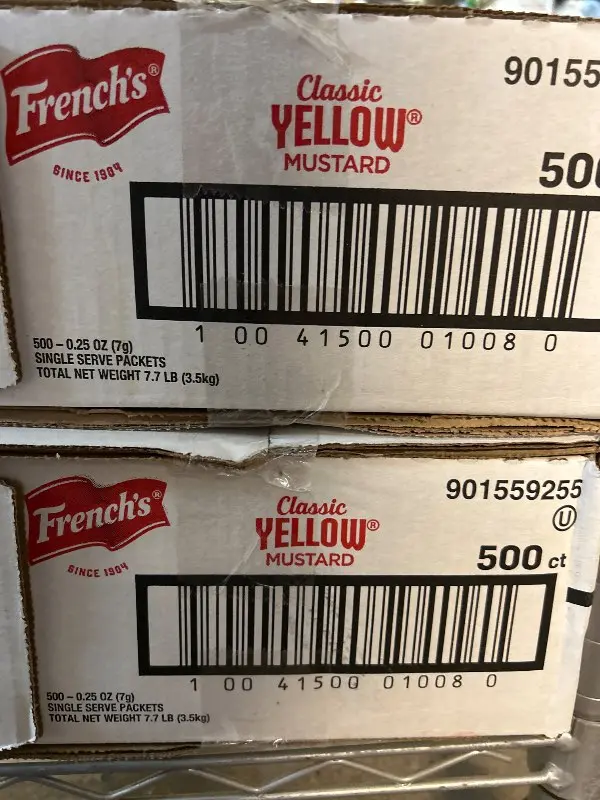 French's®
SINCE 1904
Classic
YELLOW®
MUSTARD
90155
500
1 00 41500 01008 0
500 – 0.25 OZ (7g)
SINGLE SERVE PACKETS
TOTAL NET WEIGHT 7.7 LB (3.5kg)
French's®
SINCE 1904
Classic
YELLOW®
MUSTARD
901559255
U
500 ct
1 00 41500 01008 0
500 – 0.25 OZ (7g)
SINGLE SERVE PACKETS
TOTAL NET WEIGHT 7.7 LB (3.5kg)